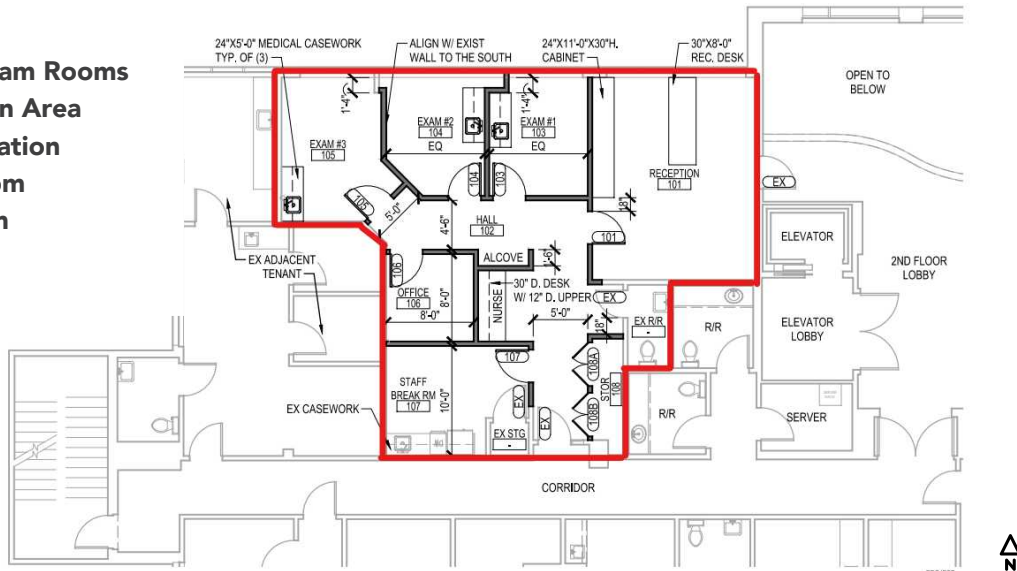 am Rooms
n Area
ation
om
n
24"X5'-0" MEDICAL CASEWORK
TYP. OF (3)
ALIGN W/ EXIST
WALL TO THE SOUTH
24"X11'-0"X30"H.
CABINET
30"X8'-0"
REC. DESK
OPEN TO
BELOW
1'-4"
1'-4"
EXAM #2
104
EQ
EXAM #1
103
EQ
EXAM #3
105
RECEPTION
101
EX
104
103
105
5'-0"
4'-6"
HALL
102
18"
101
ELEVATOR
2ND FLOOR
LOBBY
EX ADJACENT
TENANT
ALCOVE
1'-6"
106
OFFICE
106
8'-0"
8'-0"
NURSE
30" D. DESK
W/ 12" D. UPPER
EX
5'-0"
18"
EX R/R
-
R/R
ELEVATOR
LOBBY
107
108A
STOR
108
STAFF
BREAK RM
107
10'-0"
EX
EX
108B
EX CASEWORK
EX STG
-
R/R
SERVER
CORRIDOR
N